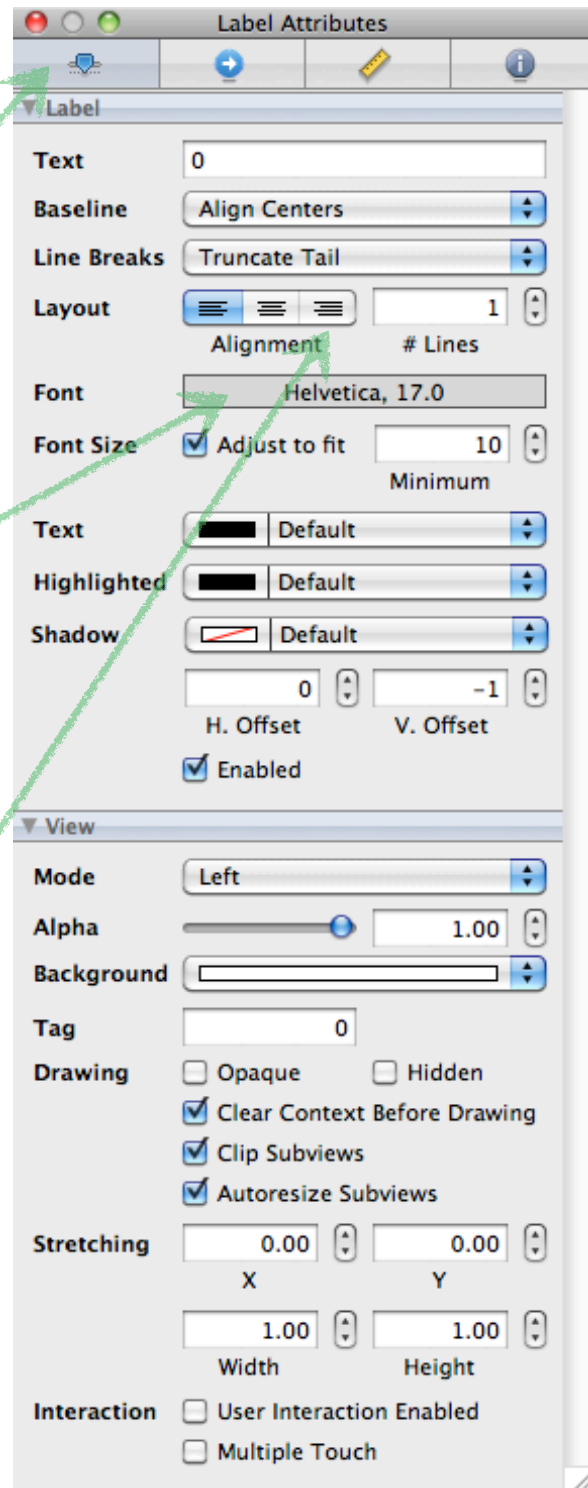 Label Attributes
Label
Text 0
Baseline Align Centers
Line Breaks Truncate Tail
Layout 1
Alignment # Lines
Font Helvetica, 17.0
Font Size Adjust to fit 10
Minimum
Text Default
Highlighted Default
Shadow Default
0 -1
H. Offset V. Offset
Enabled
View
Mode Left
Alpha 1.00
Background
Tag 0
Drawing Opaque Hidden
Clear Context Before Drawing
Clip Subviews
Autoresize Subviews
Stretching 0.00 0.00
X Y
1.00 1.00
Width Height
Interaction User Interaction Enabled
Multiple Touch